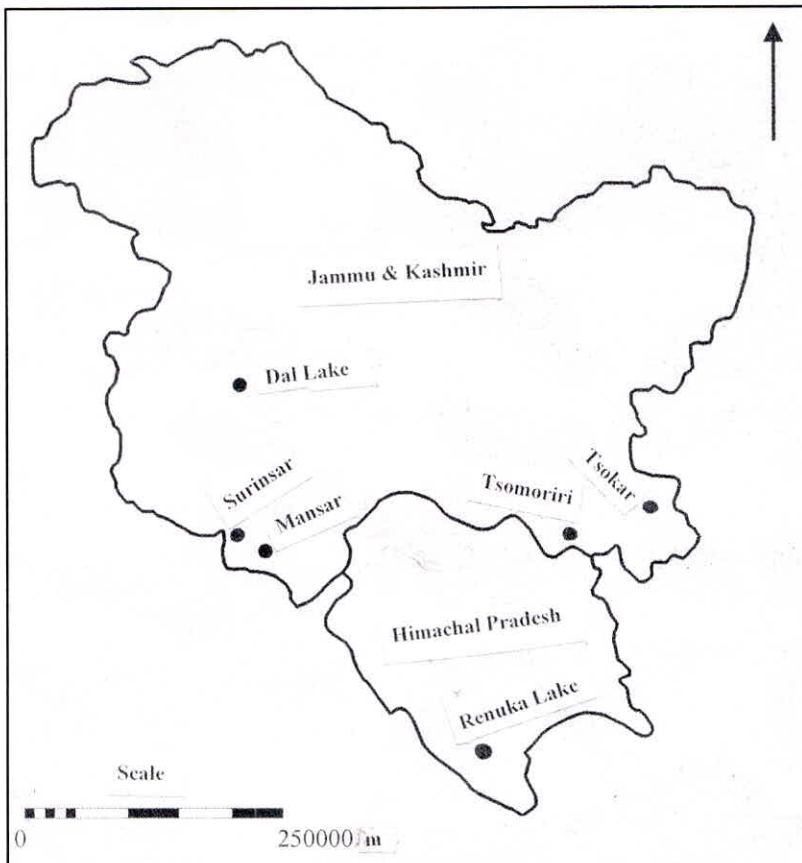 Jammu & Kashmir
Dal Lake
Surinsar
Mansar
Tsomoriri
Tsokar
Himachal Pradesh
Renuka Lake
Scale
0 250000 m